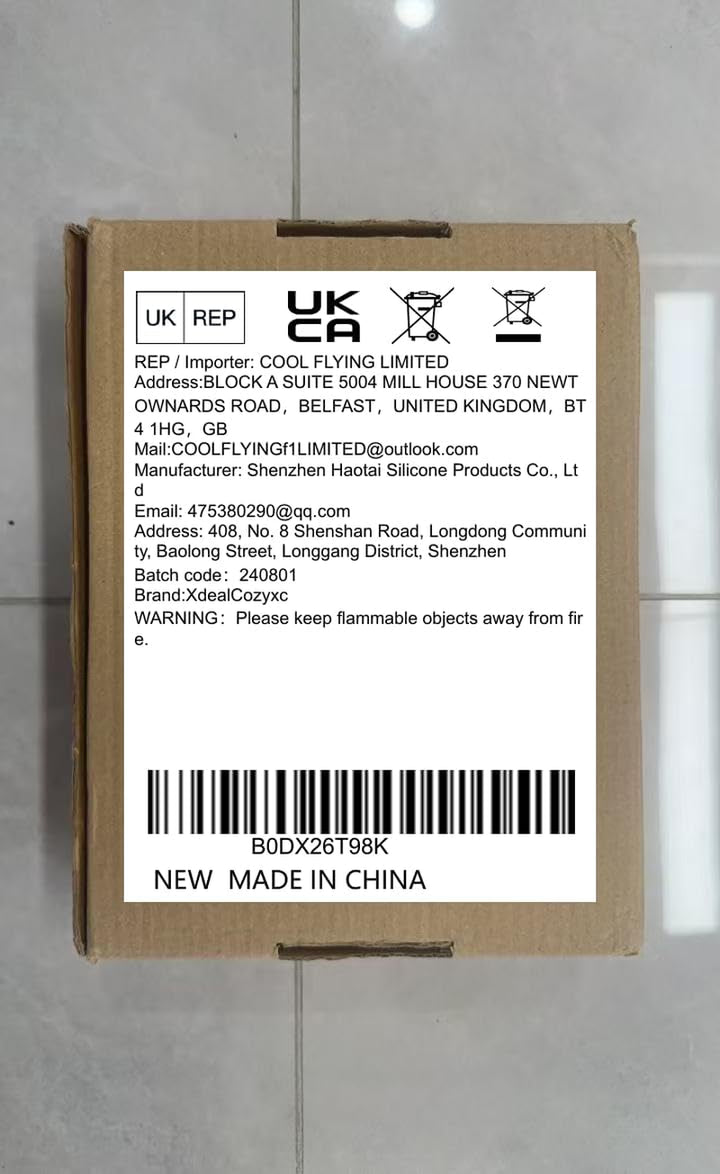 UK REP
UK
CA
REP / Importer: COOL FLYING LIMITED
Address:BLOCK A SUITE 5004 MILL HOUSE 370 NEWT
OWNARDS ROAD，BELFAST，UNITED KINGDOM，BT
4 1HG，GB
Mail:COOLFLYINGf1LIMITED@outlook.com
Manufacturer: Shenzhen Haotai Silicone Products Co., Lt
d
Email: 475380290@qq.com
Address: 408, No. 8 Shenshan Road, Longdong Communi
ty, Baolong Street, Longgang District, Shenzhen
Batch code：240801
Brand:XdealCozyxc
WARNING：Please keep flammable objects away from fir
e.
B0DX26T98K
NEW MADE IN CHINA